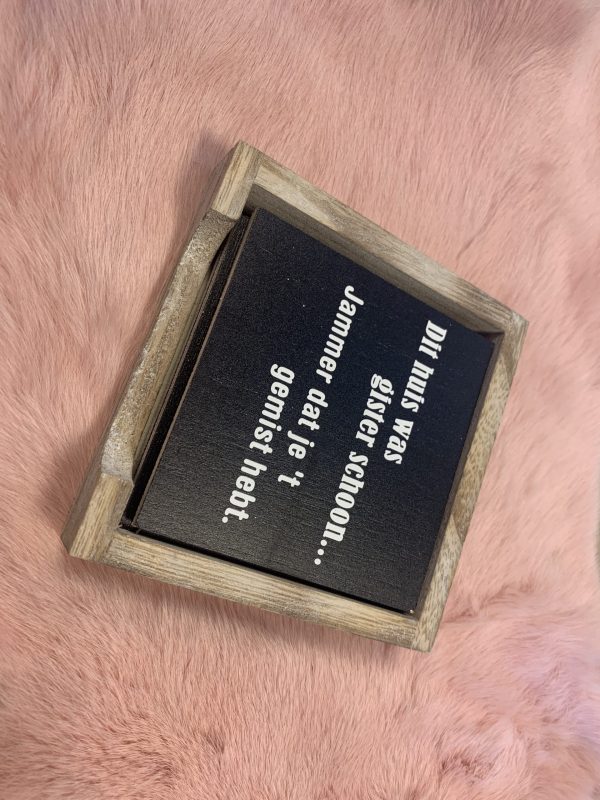 Dit huis was
gister schoon...
Jammer dat je 't
gemist hebt.